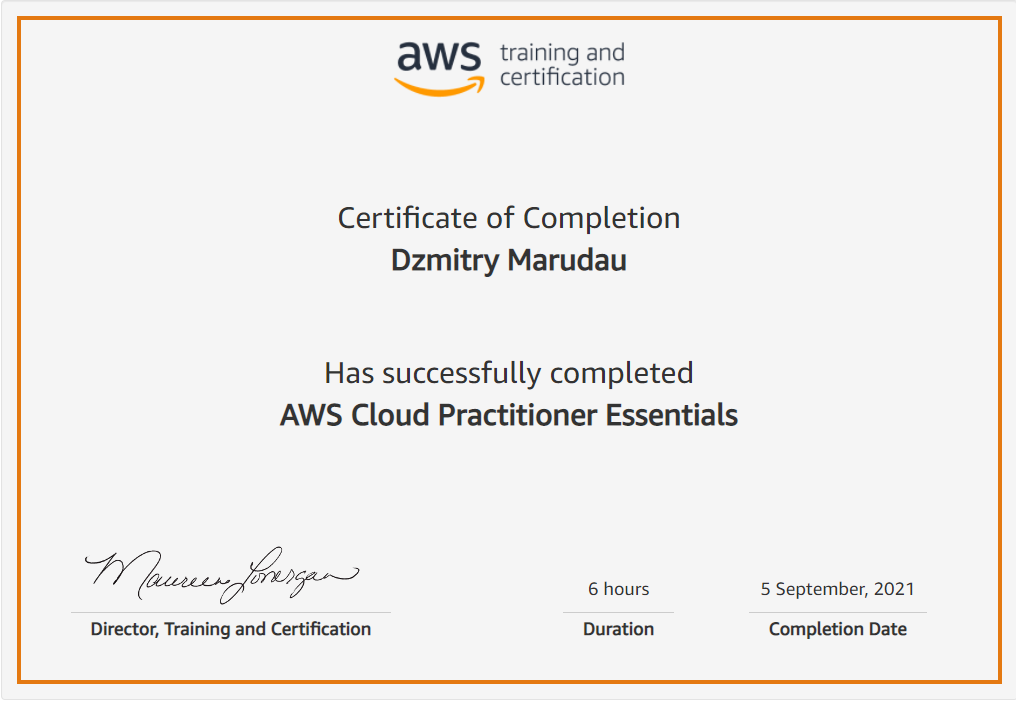 aws training and
certification
Certificate of Completion
Dzmitry Marudau
Has successfully completed
AWS Cloud Practitioner Essentials
Maureen Lonergan
6 hours
5 September, 2021
Director, Training and Certification
Duration
Completion Date